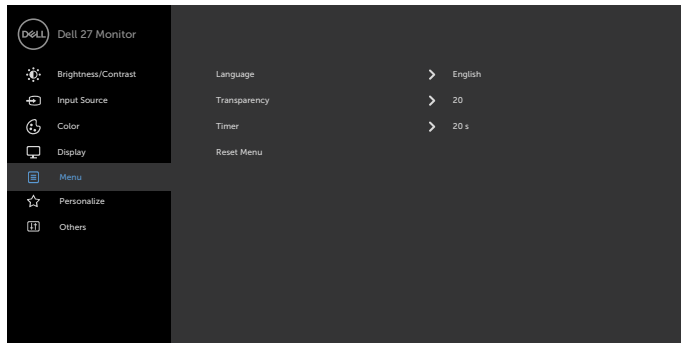 DELL Dell 27 Monitor
Brightness/Contrast
Input Source
Color
Display
Menu
Personalize
Others
Language English
Transparency 20
Timer 20 s
Reset Menu